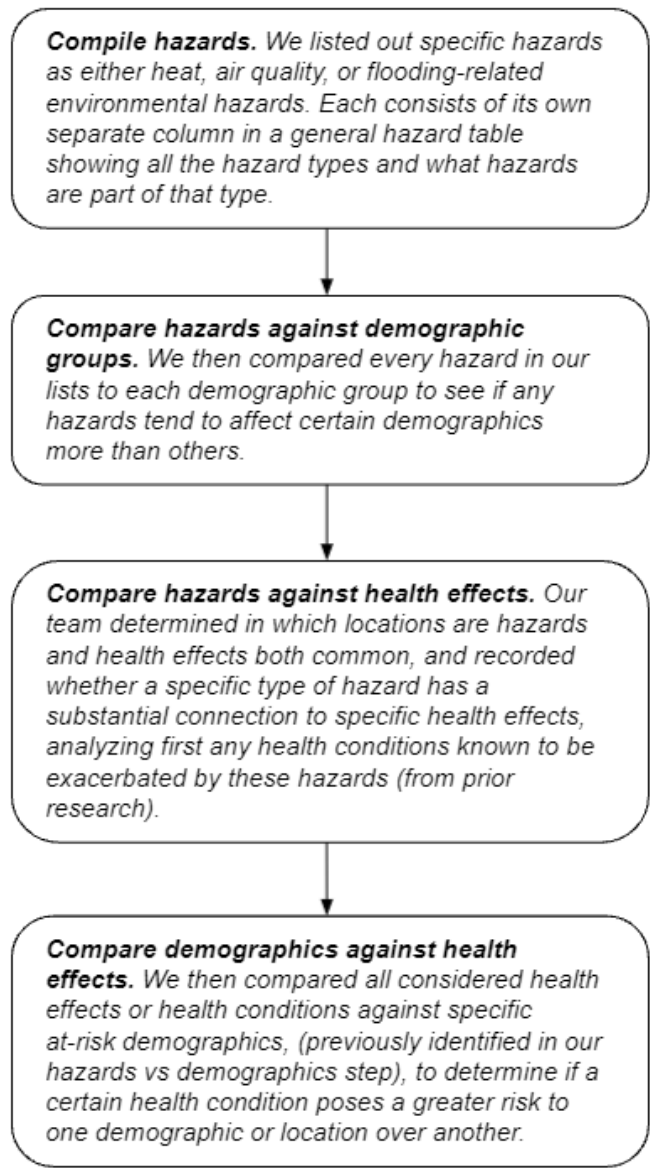 Compile hazards. We listed out specific hazards
as either heat, air quality, or flooding-related
environmental hazards. Each consists of its own
separate column in a general hazard table
showing all the hazard types and what hazards
are part of that type.
Compare hazards against demographic
groups. We then compared every hazard in our
lists to each demographic group to see if any
hazards tend to affect certain demographics
more than others.
Compare hazards against health effects. Our
team determined in which locations are hazards
and health effects both common, and recorded
whether a specific type of hazard has a
substantial connection to specific health effects,
analyzing first any health conditions known to be
exacerbated by these hazards (from prior
research).
Compare demographics against health
effects. We then compared all considered health
effects or health conditions against specific
at-risk demographics, (previously identified in our
hazards vs demographics step), to determine if a
certain health condition poses a greater risk to
one demographic or location over another.